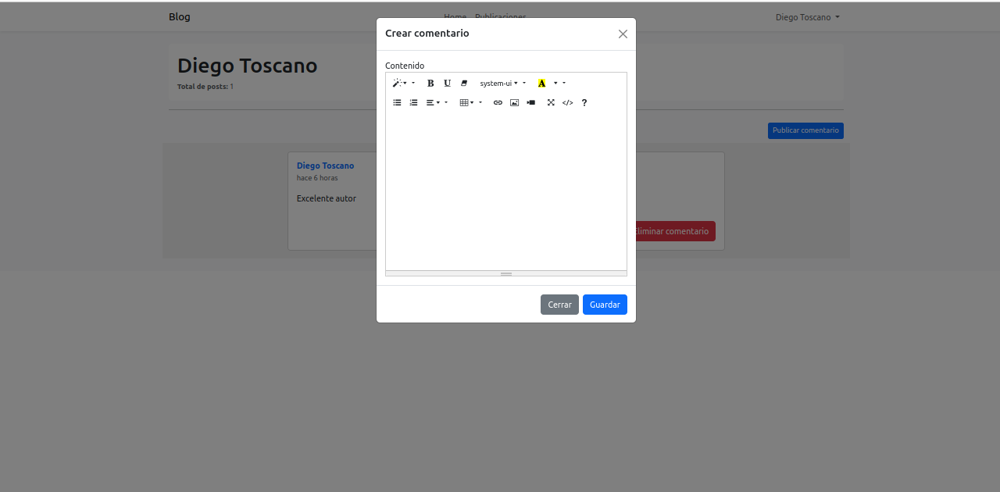 Blog
Home Publicaciones
Diego Toscano
Diego Toscano
Total de posts: 1
Publicar comentario
Diego Toscano
hace 6 horas
Excelente autor
Eliminar comentario
Crear comentario
Contenido
B U system-ui A
</> ?
Cerrar Guardar